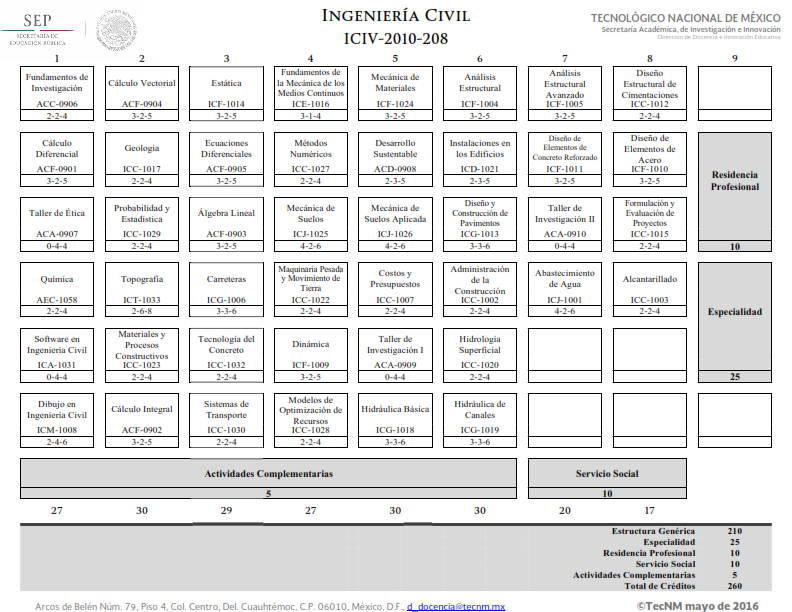 SEP
SECRETARÍA DE
EDUCACIÓN PÚBLICA
INGENIERÍA CIVIL
ICIV-2010-208
TECNOLÓGICO NACIONAL DE MÉXICO
Secretaría Académica, de Investigación e Innovación
Dirección de Docencia e Innovación Educativa
1 2 3 4 5 6 7 8 9
Fundamentos de
Investigación
ACC-0906
2-2-4
Cálculo Vectorial
ACF-0904
3-2-5
Estática
ICF-1014
3-2-5
Fundamentos de
la Mecánica de los
Medios Continuos
ICE-1016
3-1-4
Mecánica de
Materiales
ICF-1024
3-2-5
Análisis
Estructural
ICF-1004
3-2-5
Análisis
Estructural
Avanzado
ICF-1005
3-2-5
Diseño
Estructural de
Cimentaciones
ICC-1012
2-2-4
Cálculo
Diferencial
ACF-0901
3-2-5
Geología
ICC-1017
2-2-4
Ecuaciones
Diferenciales
ACF-0905
3-2-5
Métodos
Numéricos
ICC-1027
2-2-4
Desarrollo
Sustentable
ACD-0908
2-3-5
Instalaciones en
los Edificios
ICD-1021
2-3-5
Diseño de
Elementos de
Concreto Reforzado
ICF-1011
3-2-5
Diseño de
Elementos de
Acero
ICF-1010
3-2-5
Residencia
Profesional
10
Taller de Ética
ACA-0907
0-4-4
Probabilidad y
Estadística
ICC-1029
2-2-4
Álgebra Lineal
ACF-0903
3-2-5
Mecánica de
Suelos
ICJ-1025
4-2-6
Mecánica de
Suelos Aplicada
ICJ-1026
4-2-6
Diseño y
Construcción de
Pavimentos
ICG-1013
3-3-6
Taller de
Investigación II
ACA-0910
0-4-4
Formulación y
Evaluación de
Proyectos
ICC-1015
2-2-4
Química
AEC-1058
2-2-4
Topografía
ICT-1033
2-6-8
Carreteras
ICG-1006
3-3-6
Maquinaria Pesada
y Movimiento de
Tierra
ICC-1022
2-2-4
Costos y
Presupuestos
ICC-1007
2-2-4
Administración
de la
Construcción
ICC-1002
2-2-4
Abastecimiento
de Agua
ICJ-1001
4-2-6
Alcantarillado
ICC-1003
2-2-4
Especialidad
25
Software en
Ingeniería Civil
ICA-1031
0-4-4
Materiales y
Procesos
Constructivos
ICC-1023
2-2-4
Tecnología del
Concreto
ICC-1032
2-2-4
Dinámica
ICF-1009
3-2-5
Taller de
Investigación I
ACA-0909
0-4-4
Hidrología
Superficial
ICC-1020
2-2-4
Dibujo en
Ingeniería Civil
ICM-1008
2-4-6
Cálculo Integral
ACF-0902
3-2-5
Sistemas de
Transporte
ICC-1030
2-2-4
Modelos de
Optimización de
Recursos
ICC-1028
2-2-4
Hidráulica Básica
ICG-1018
3-3-6
Hidráulica de
Canales
ICG-1019
3-3-6
Actividades Complementarias
5
Servicio Social
10
27 30 29 27 30 30 20 17
Estructura Genérica 210
Especialidad 25
Residencia Profesional 10
Servicio Social 10
Actividades Complementarias 5
Total de Créditos 260
Arcos de Belén Núm. 79, Piso 4, Col. Centro, Del. Cuauhtémoc, C.P. 06010, México, D.F., d_docencia@tecnm.mx
©TecNM mayo de 2016